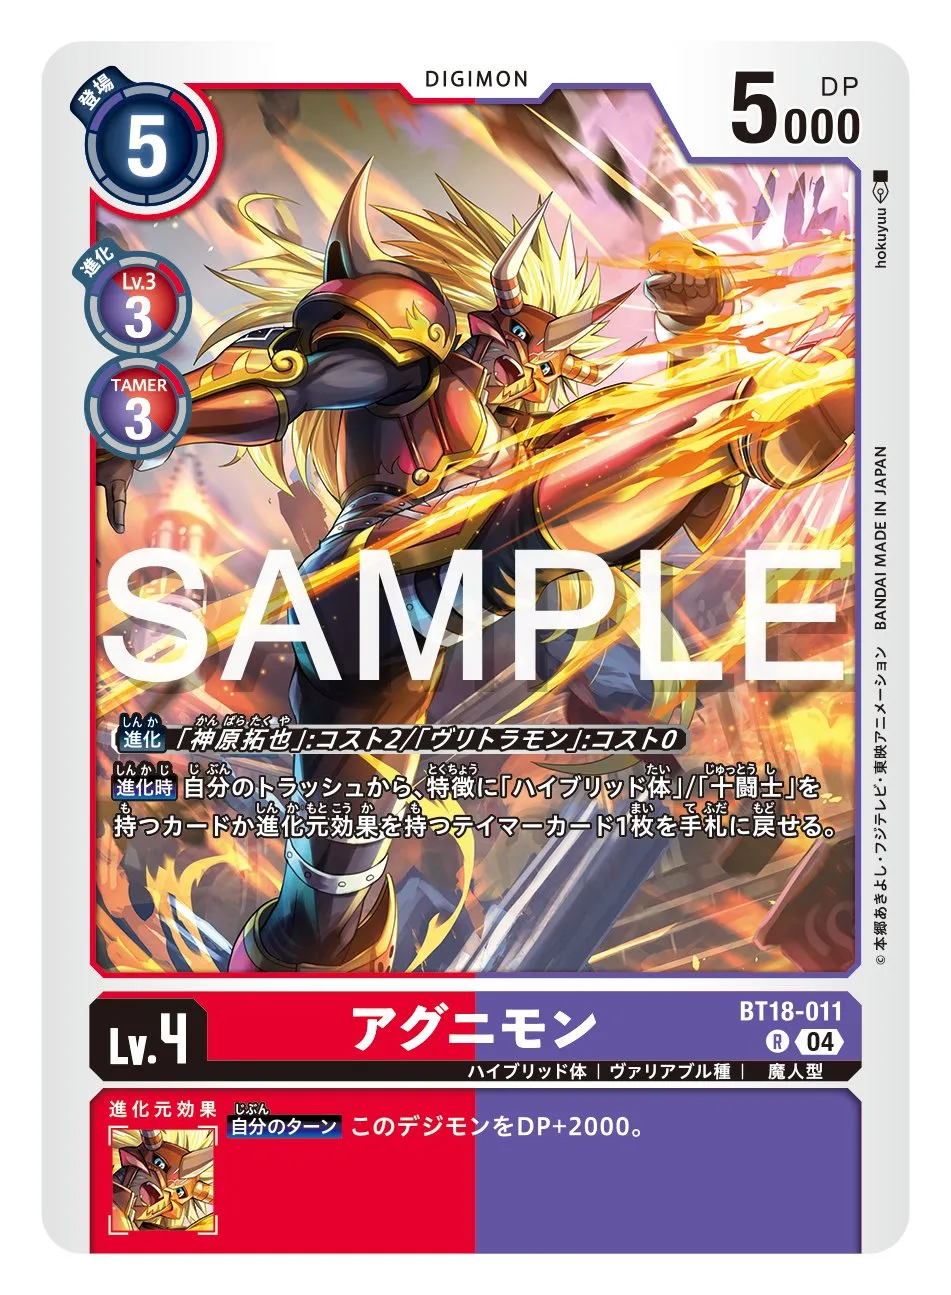 DIGIMON
登場
5
DP
5000
進化
Lv.3
3
TAMER
3
hokuyuu
SAMPLE
進化 「神原拓也」:コスト2/「ヴリトラモン」:コスト0
進化時 自分のトラッシュから、特徴に「ハイブリッド体」/「十闘士」を
持つカードか進化元効果を持つテイマーカード1枚を手札に戻せる。
©本郷あきよし・フジテレビ・東映アニメーション BANDAI MADE IN JAPAN
Lv.4
アグニモン
BT18-011
R 04
ハイブリッド体 | ヴァリアブル種 | 魔人型
進化元効果
自分のターン このデジモンをDP+2000。